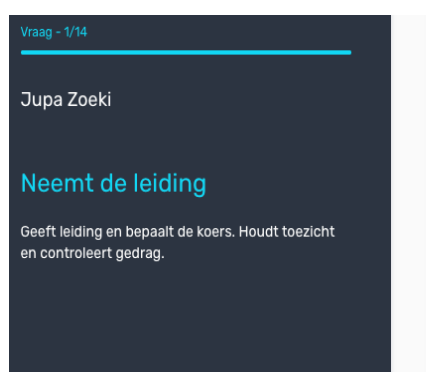 Vraag - 1/14
Jupa Zoeki
Neemt de leiding
Geeft leiding en bepaalt de koers. Houdt toezicht
en controleert gedrag.